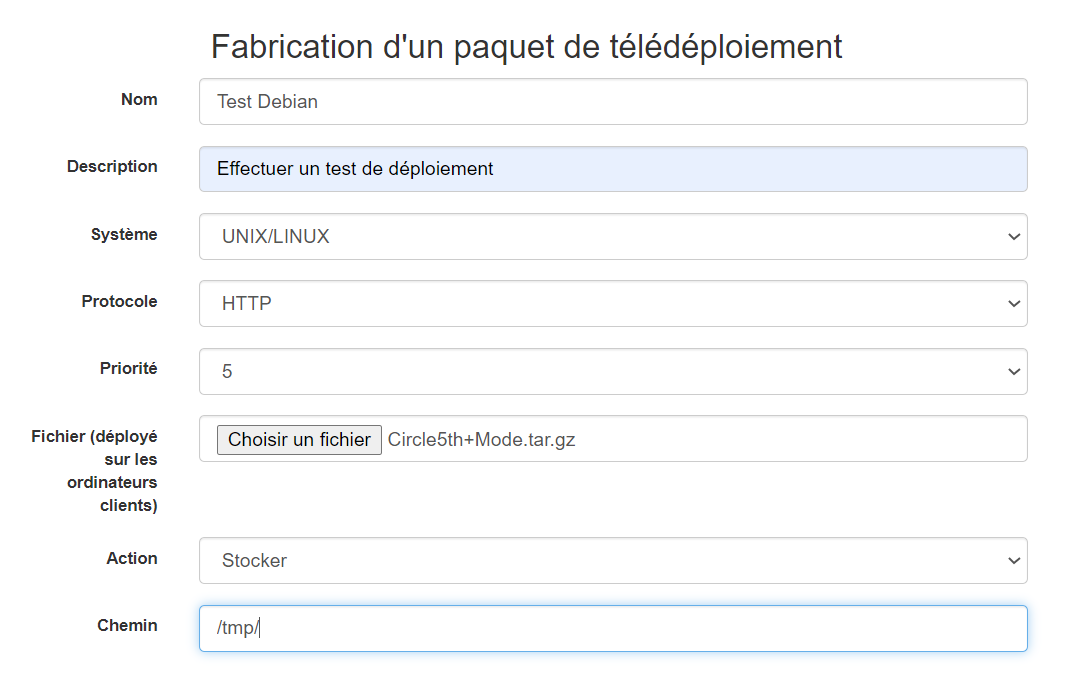 Fabrication d'un paquet de télédéploiement
Nom
Test Debian
Description
Effectuer un test de déploiement
Système
UNIX/LINUX
Protocole
HTTP
Priorité
5
Fichier (déployé
sur les
ordinateurs
clients)
Choisir un fichier Circle5th+Mode.tar.gz
Action
Stocker
Chemin
/tmp/